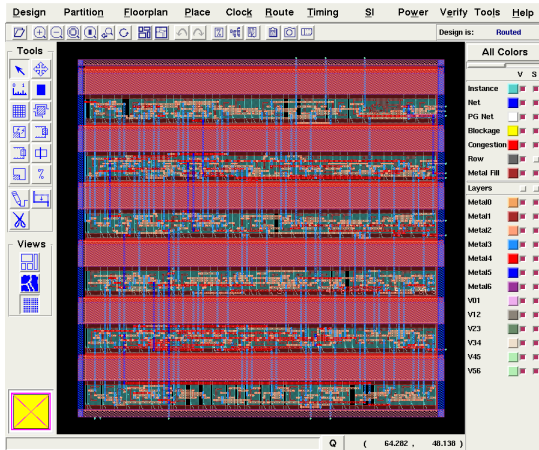 Design Partition Floorplan Place Clock Route Timing SI Power Verify Tools Help
Design is: Routed
Tools
All Colors
V S
Instance
Net
PG Net
Blockage
Congestion
Row
Metal Fill
Layers
Metal0
Metal1
Metal2
Metal3
Metal4
Metal5
Metal6
V01
V12
V23
V34
V45
V56
Views
Q ( 64.282 , 48.138 )